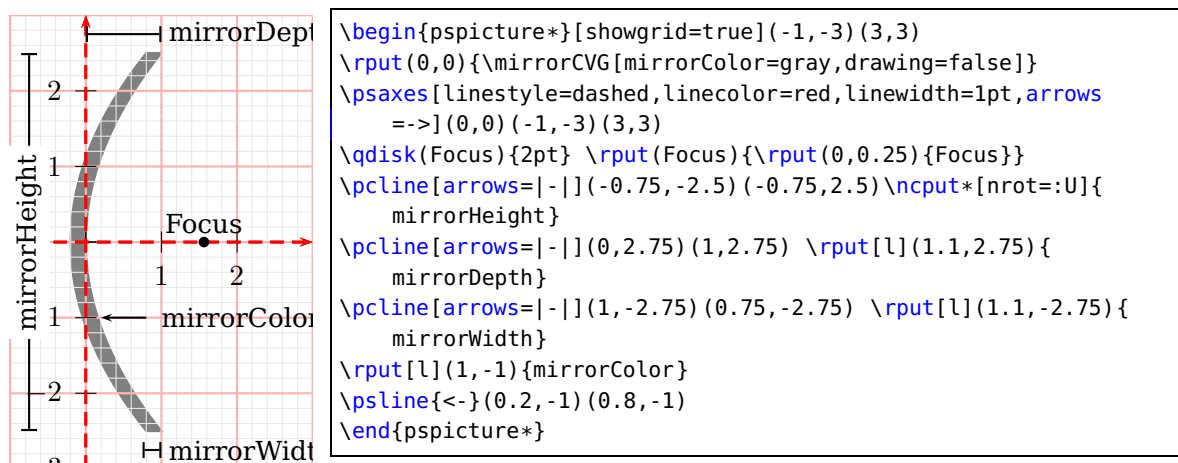 mirrorDept
2
1
mirrorHeight
Focus
1 2
1
mirrorColor
2
mirrorWidt
\begin{pspicture*}[showgrid=true](-1,-3)(3,3)
\rput(0,0){\mirrorCVG[mirrorColor=gray,drawing=false]}
\psaxes[linestyle=dashed,linecolor=red,linewidth=1pt,arrows
=->](0,0)(-1,-3)(3,3)
\qdisk(Focus){2pt} \rput(Focus){\rput(0,0.25){Focus}}
\pcline[arrows=|-|](-0.75,-2.5)(-0.75,2.5)\ncput*[nrot=:U]{
mirrorHeight}
\pcline[arrows=|-|](0,2.75)(1,2.75) \rput[l](1.1,2.75){
mirrorDepth}
\pcline[arrows=|-|](1,-2.75)(0.75,-2.75) \rput[l](1.1,-2.75){
mirrorWidth}
\rput[l](1,-1){mirrorColor}
\psline{<-}(0.2,-1)(0.8,-1)
\end{pspicture*}